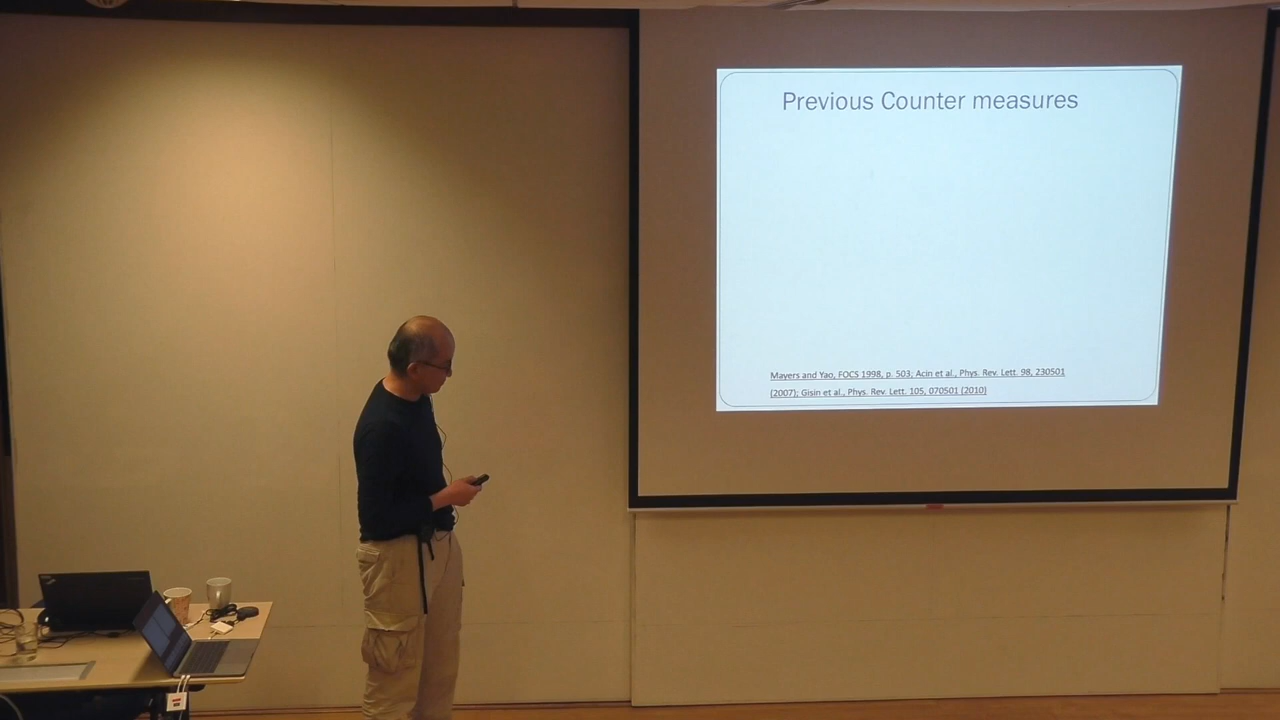 Previous Counter measures
Mayers and Yao, FOCS 1998, p. 503; Acin et al., Phys. Rev. Lett. 98, 230501
(2007); Gisin et al., Phys. Rev. Lett. 105, 070501 (2010)